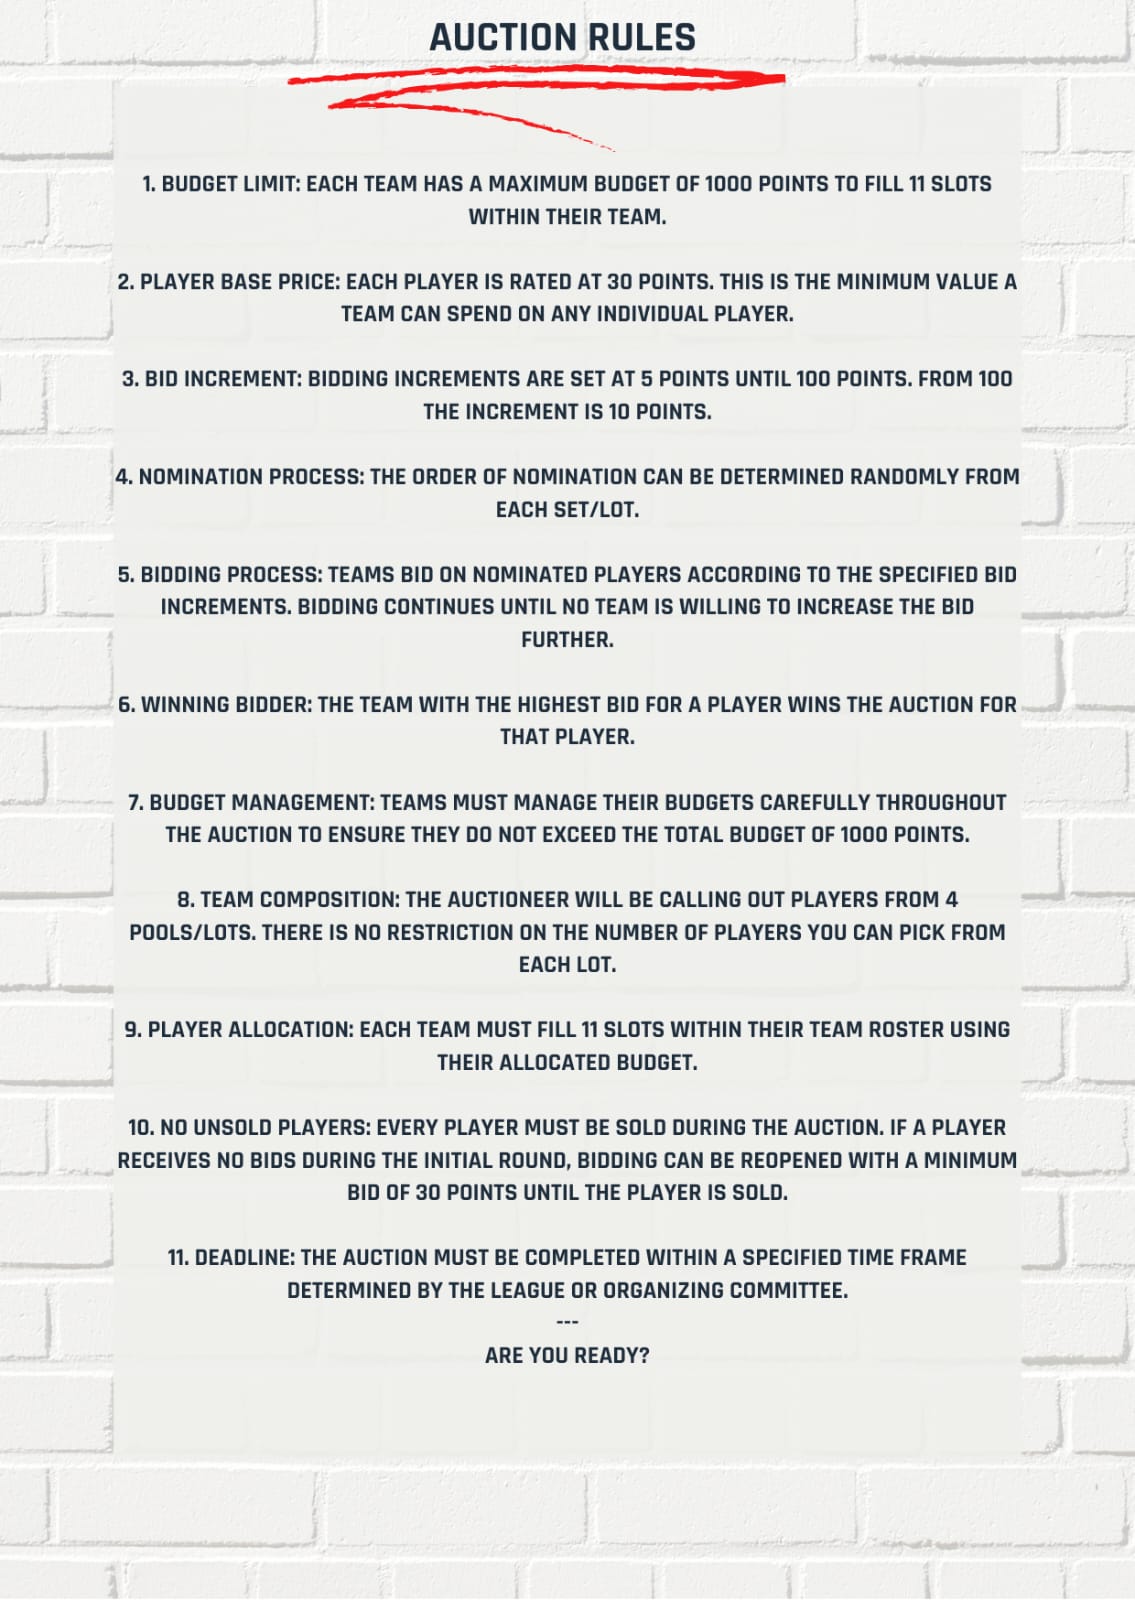 AUCTION RULES
1. BUDGET LIMIT: EACH TEAM HAS A MAXIMUM BUDGET OF 1000 POINTS TO FILL 11 SLOTS
WITHIN THEIR TEAM.
2. PLAYER BASE PRICE: EACH PLAYER IS RATED AT 30 POINTS. THIS IS THE MINIMUM VALUE A
TEAM CAN SPEND ON ANY INDIVIDUAL PLAYER.
3. BID INCREMENT: BIDDING INCREMENTS ARE SET AT 5 POINTS UNTIL 100 POINTS. FROM 100
THE INCREMENT IS 10 POINTS.
4. NOMINATION PROCESS: THE ORDER OF NOMINATION CAN BE DETERMINED RANDOMLY FROM
EACH SET/LOT.
5. BIDDING PROCESS: TEAMS BID ON NOMINATED PLAYERS ACCORDING TO THE SPECIFIED BID
INCREMENTS. BIDDING CONTINUES UNTIL NO TEAM IS WILLING TO INCREASE THE BID
FURTHER.
6. WINNING BIDDER: THE TEAM WITH THE HIGHEST BID FOR A PLAYER WINS THE AUCTION FOR
THAT PLAYER.
7. BUDGET MANAGEMENT: TEAMS MUST MANAGE THEIR BUDGETS CAREFULLY THROUGHOUT
THE AUCTION TO ENSURE THEY DO NOT EXCEED THE TOTAL BUDGET OF 1000 POINTS.
8. TEAM COMPOSITION: THE AUCTIONEER WILL BE CALLING OUT PLAYERS FROM 4
POOLS/LOTS. THERE IS NO RESTRICTION ON THE NUMBER OF PLAYERS YOU CAN PICK FROM
EACH LOT.
9. PLAYER ALLOCATION: EACH TEAM MUST FILL 11 SLOTS WITHIN THEIR TEAM ROSTER USING
THEIR ALLOCATED BUDGET.
10. NO UNSOLD PLAYERS: EVERY PLAYER MUST BE SOLD DURING THE AUCTION. IF A PLAYER
RECEIVES NO BIDS DURING THE INITIAL ROUND, BIDDING CAN BE REOPENED WITH A MINIMUM
BID OF 30 POINTS UNTIL THE PLAYER IS SOLD.
11. DEADLINE: THE AUCTION MUST BE COMPLETED WITHIN A SPECIFIED TIME FRAME
DETERMINED BY THE LEAGUE OR ORGANIZING COMMITTEE.
---
ARE YOU READY?